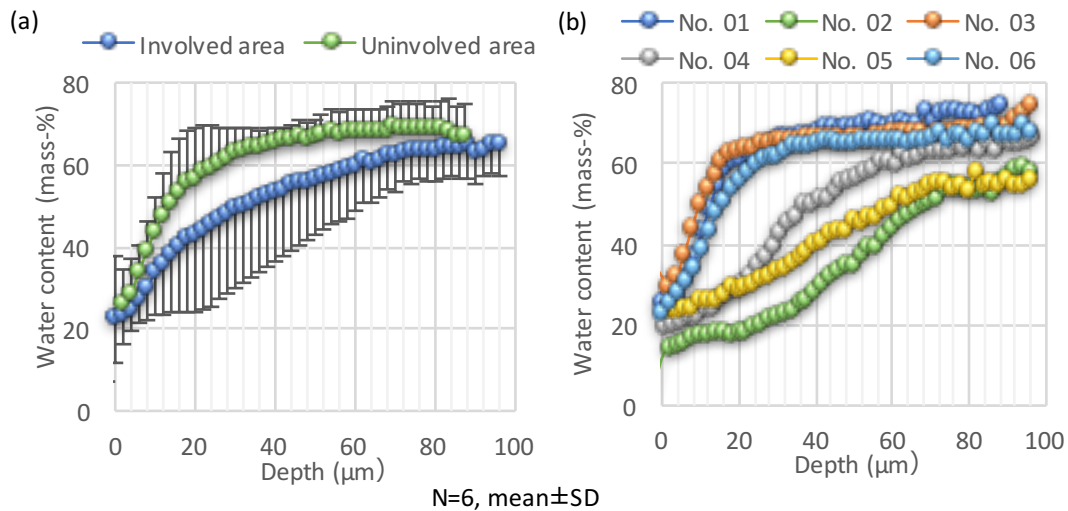 (a)
Involved area Uninvolved area
80
60
40
20
0
Water content (mass-%)
0 20 40 60 80 100
Depth (μm)
(b)
No. 01 No. 02 No. 03
No. 04 No. 05 No. 06
80
60
40
20
0
Water content (mass-%)
0 20 40 60 80 100
Depth (μm)
N=6, mean±SD